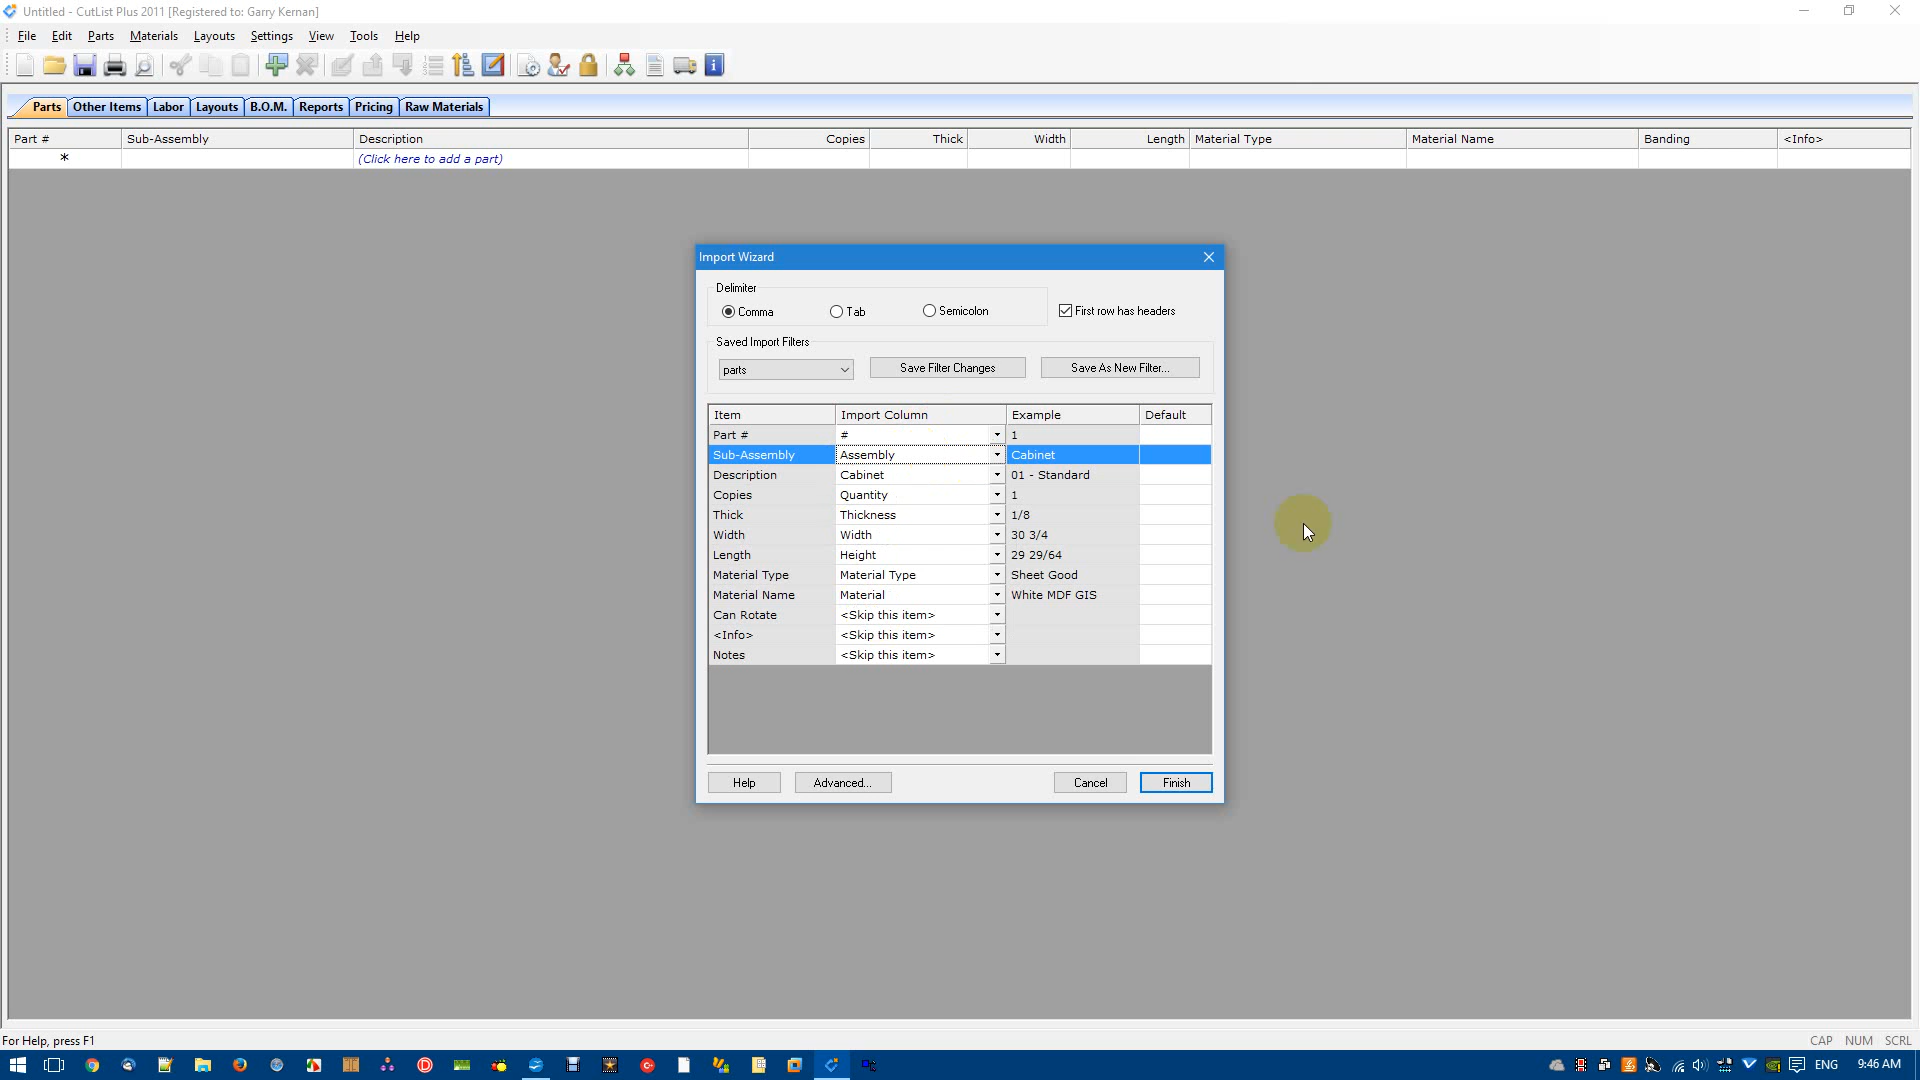 Untitled - CutList Plus 2011 [Registered to: Garry Kernan]
File Edit Parts Materials Layouts Settings View Tools Help
Parts Other Items Labor Layouts B.O.M. Reports Pricing Raw Materials
Part # Sub-Assembly Description Copies Thick Width Length Material Type Material Name Banding <Info>
* (Click here to add a part)
Import Wizard
Delimiter
Comma Tab Semicolon First row has headers
Saved Import Filters
parts Save Filter Changes Save As New Filter...
Item Import Column Example Default
Part # # 1
Sub-Assembly Assembly Cabinet
Description Cabinet 01 - Standard
Copies Quantity 1
Thick Thickness 1/8
Width Width 30 3/4
Length Height 29 29/64
Material Type Material Type Sheet Good
Material Name Material White MDF GIS
Can Rotate <Skip this item>
<Info> <Skip this item>
Notes <Skip this item>
Help Advanced... Cancel Finish
For Help, press F1
CAP NUM SCRL
ENG 9:46 AM